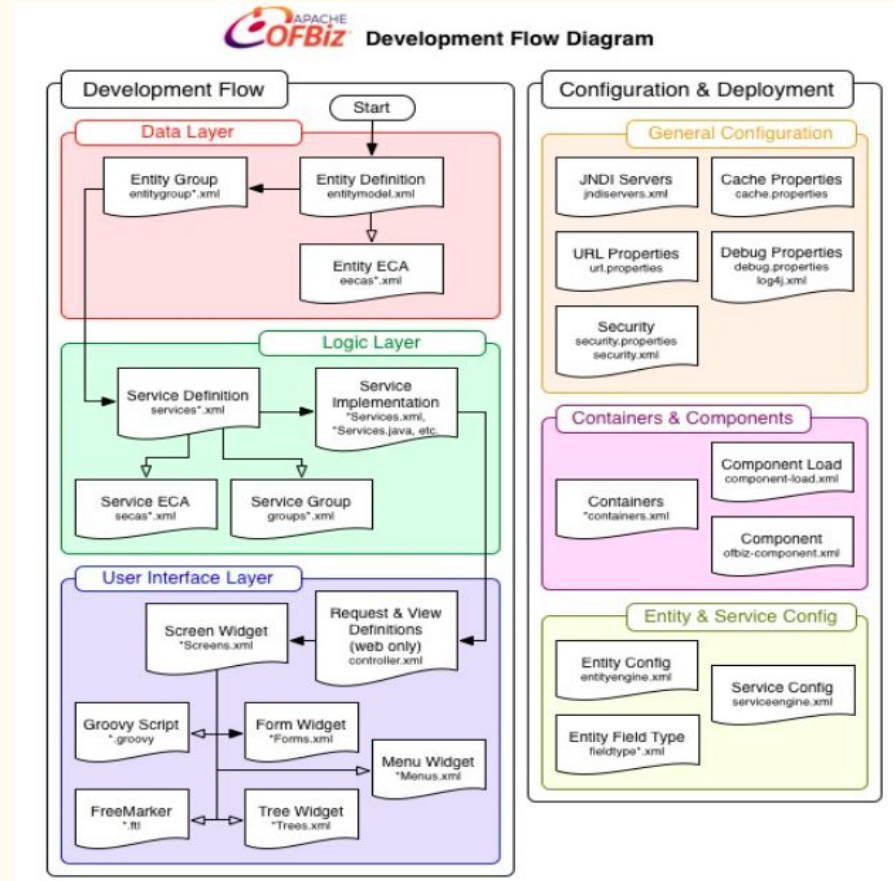 APACHE
OFBiz Development Flow Diagram
Development Flow
Start
Data Layer
Entity Group
entitygroup*.xml
Entity Definition
entitymodel.xml
Entity ECA
eecas*.xml
Logic Layer
Service Definition
services*.xml
Service
Implementation
*Services.xml,
*Services.java, etc.
Service ECA
secas*.xml
Service Group
groups*.xml
User Interface Layer
Screen Widget
*Screens.xml
Request & View
Definitions
(web only)
controller.xml
Groovy Script
*.groovy
Form Widget
*Forms.xml
Menu Widget
*Menus.xml
FreeMarker
*.ftl
Tree Widget
*Trees.xml
Configuration & Deployment
General Configuration
JNDI Servers
jndiservers.xml
Cache Properties
cache.properties
URL Properties
url.properties
Debug Properties
debug.properties
log4j.xml
Security
security.properties
security.xml
Containers & Components
Containers
*containers.xml
Component Load
component-load.xml
Component
ofbiz-component.xml
Entity & Service Config
Entity Config
entityengine.xml
Service Config
serviceengine.xml
Entity Field Type
fieldtype*.xml